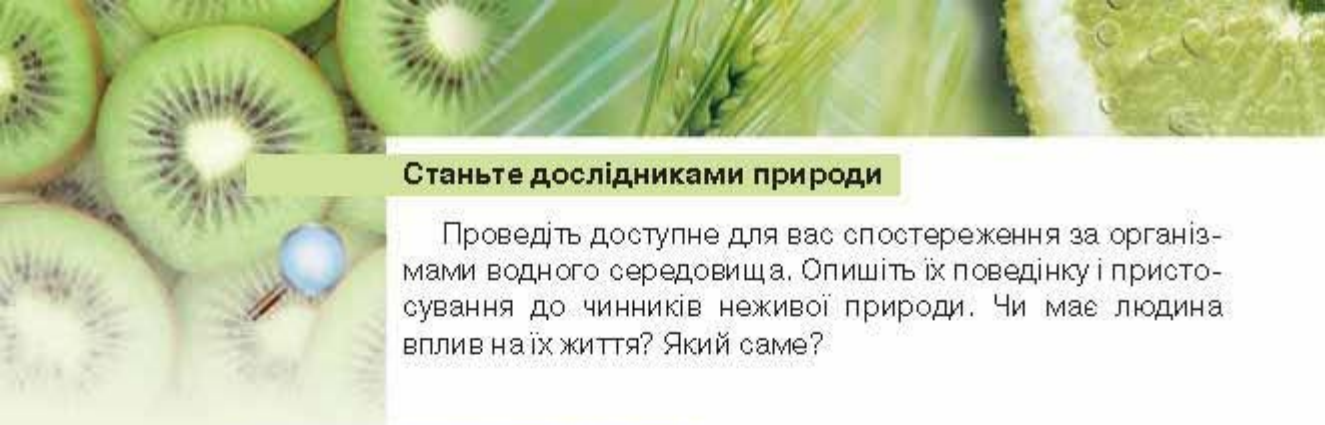 Станьте дослідниками природи
Проведіть доступне для вас спостереження за організ-
мами водного середовища. Опишіть їх поведінку і присто-
сування до чинників неживої природи. Чи має людина
вплив на їх життя? Який саме?